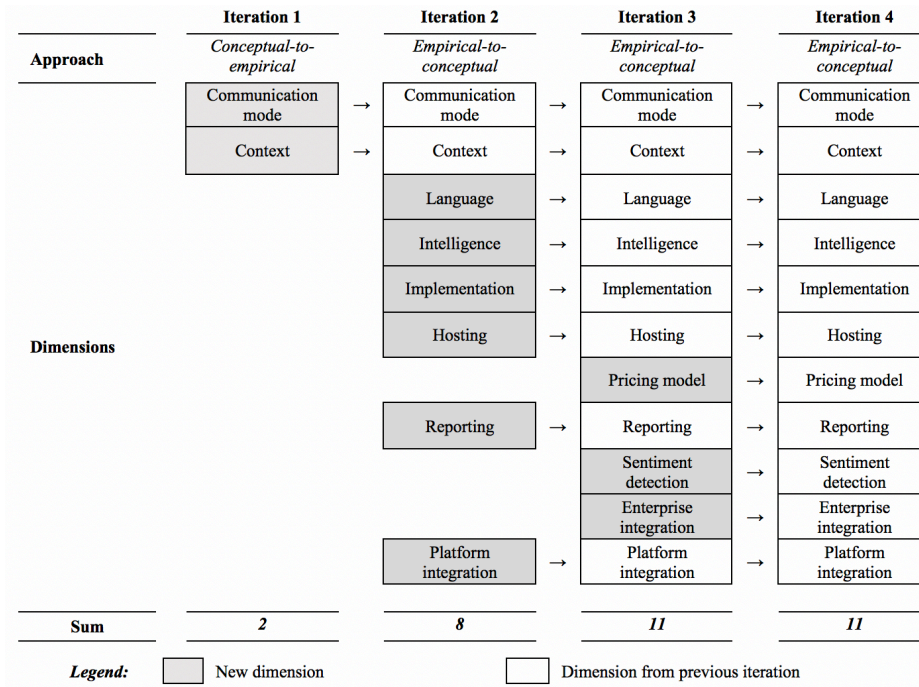 Iteration 1 Iteration 2 Iteration 3 Iteration 4
Approach
Conceptual-to-
empirical
Empirical-to-
conceptual
Empirical-to-
conceptual
Empirical-to-
conceptual
Dimensions
Communication
mode
→
Communication
mode
→
Communication
mode
→
Communication
mode
Context → Context → Context → Context
Language → Language → Language
Intelligence → Intelligence → Intelligence
Implementation → Implementation → Implementation
Hosting → Hosting → Hosting
Pricing model → Pricing model
Reporting → Reporting → Reporting
Sentiment
detection
→
Sentiment
detection
Enterprise
integration
→
Enterprise
integration
Platform
integration
→
Platform
integration
→
Platform
integration
Sum 2 8 11 11
Legend: New dimension Dimension from previous iteration